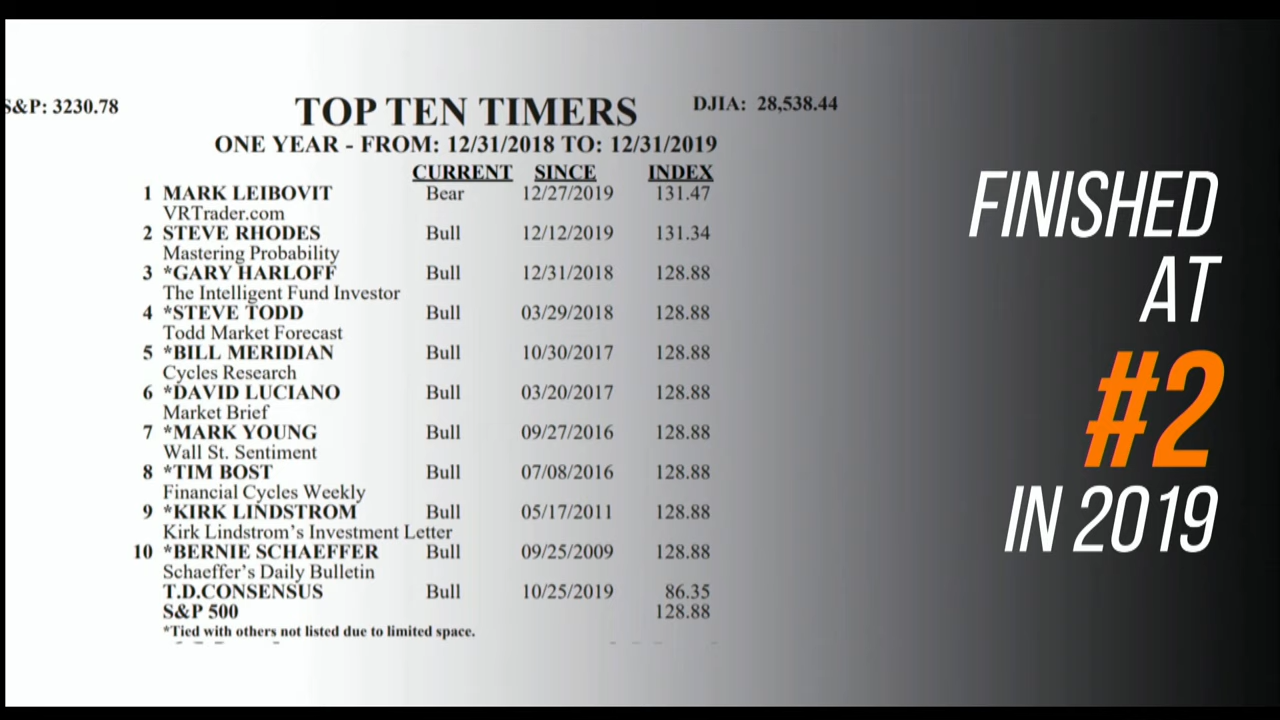 S&P: 3230.78
TOP TEN TIMERS
DJIA: 28,538.44
ONE YEAR - FROM: 12/31/2018 TO: 12/31/2019
CURRENT SINCE INDEX
1 MARK LEIBOVIT Bear 12/27/2019 131.47
VRTrader.com
2 STEVE RHODES Bull 12/12/2019 131.34
Mastering Probability
3 *GARY HARLOFF Bull 12/31/2018 128.88
The Intelligent Fund Investor
4 *STEVE TODD Bull 03/29/2018 128.88
Todd Market Forecast
5 *BILL MERIDIAN Bull 10/30/2017 128.88
Cycles Research
6 *DAVID LUCIANO Bull 03/20/2017 128.88
Market Brief
7 *MARK YOUNG Bull 09/27/2016 128.88
Wall St. Sentiment
8 *TIM BOST Bull 07/08/2016 128.88
Financial Cycles Weekly
9 *KIRK LINDSTROM Bull 05/17/2011 128.88
Kirk Lindstrom's Investment Letter
10 *BERNIE SCHAEFFER Bull 09/25/2009 128.88
Schaeffer's Daily Bulletin
T.D.CONSENSUS Bull 10/25/2019 86.35
S&P 500 128.88
*Tied with others not listed due to limited space.
FINISHED
AT
#2
IN 2019